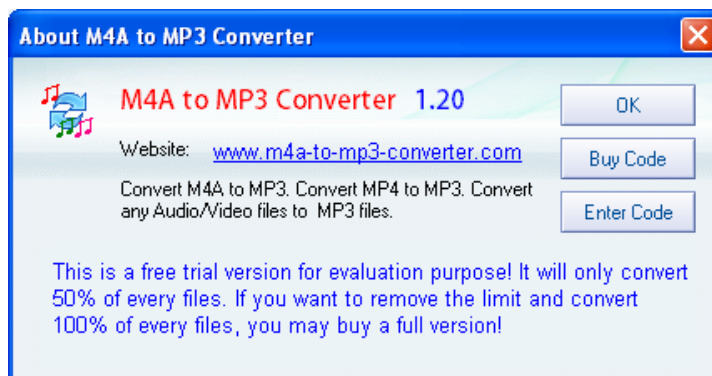 About M4A to MP3 Converter
M4A to MP3 Converter 1.20
OK
Website: www.m4a-to-mp3-converter.com
Buy Code
Convert M4A to MP3. Convert MP4 to MP3. Convert
any Audio/Video files to MP3 files.
Enter Code
This is a free trial version for evaluation purpose! It will only convert
50% of every files. If you want to remove the limit and convert
100% of every files, you may buy a full version!